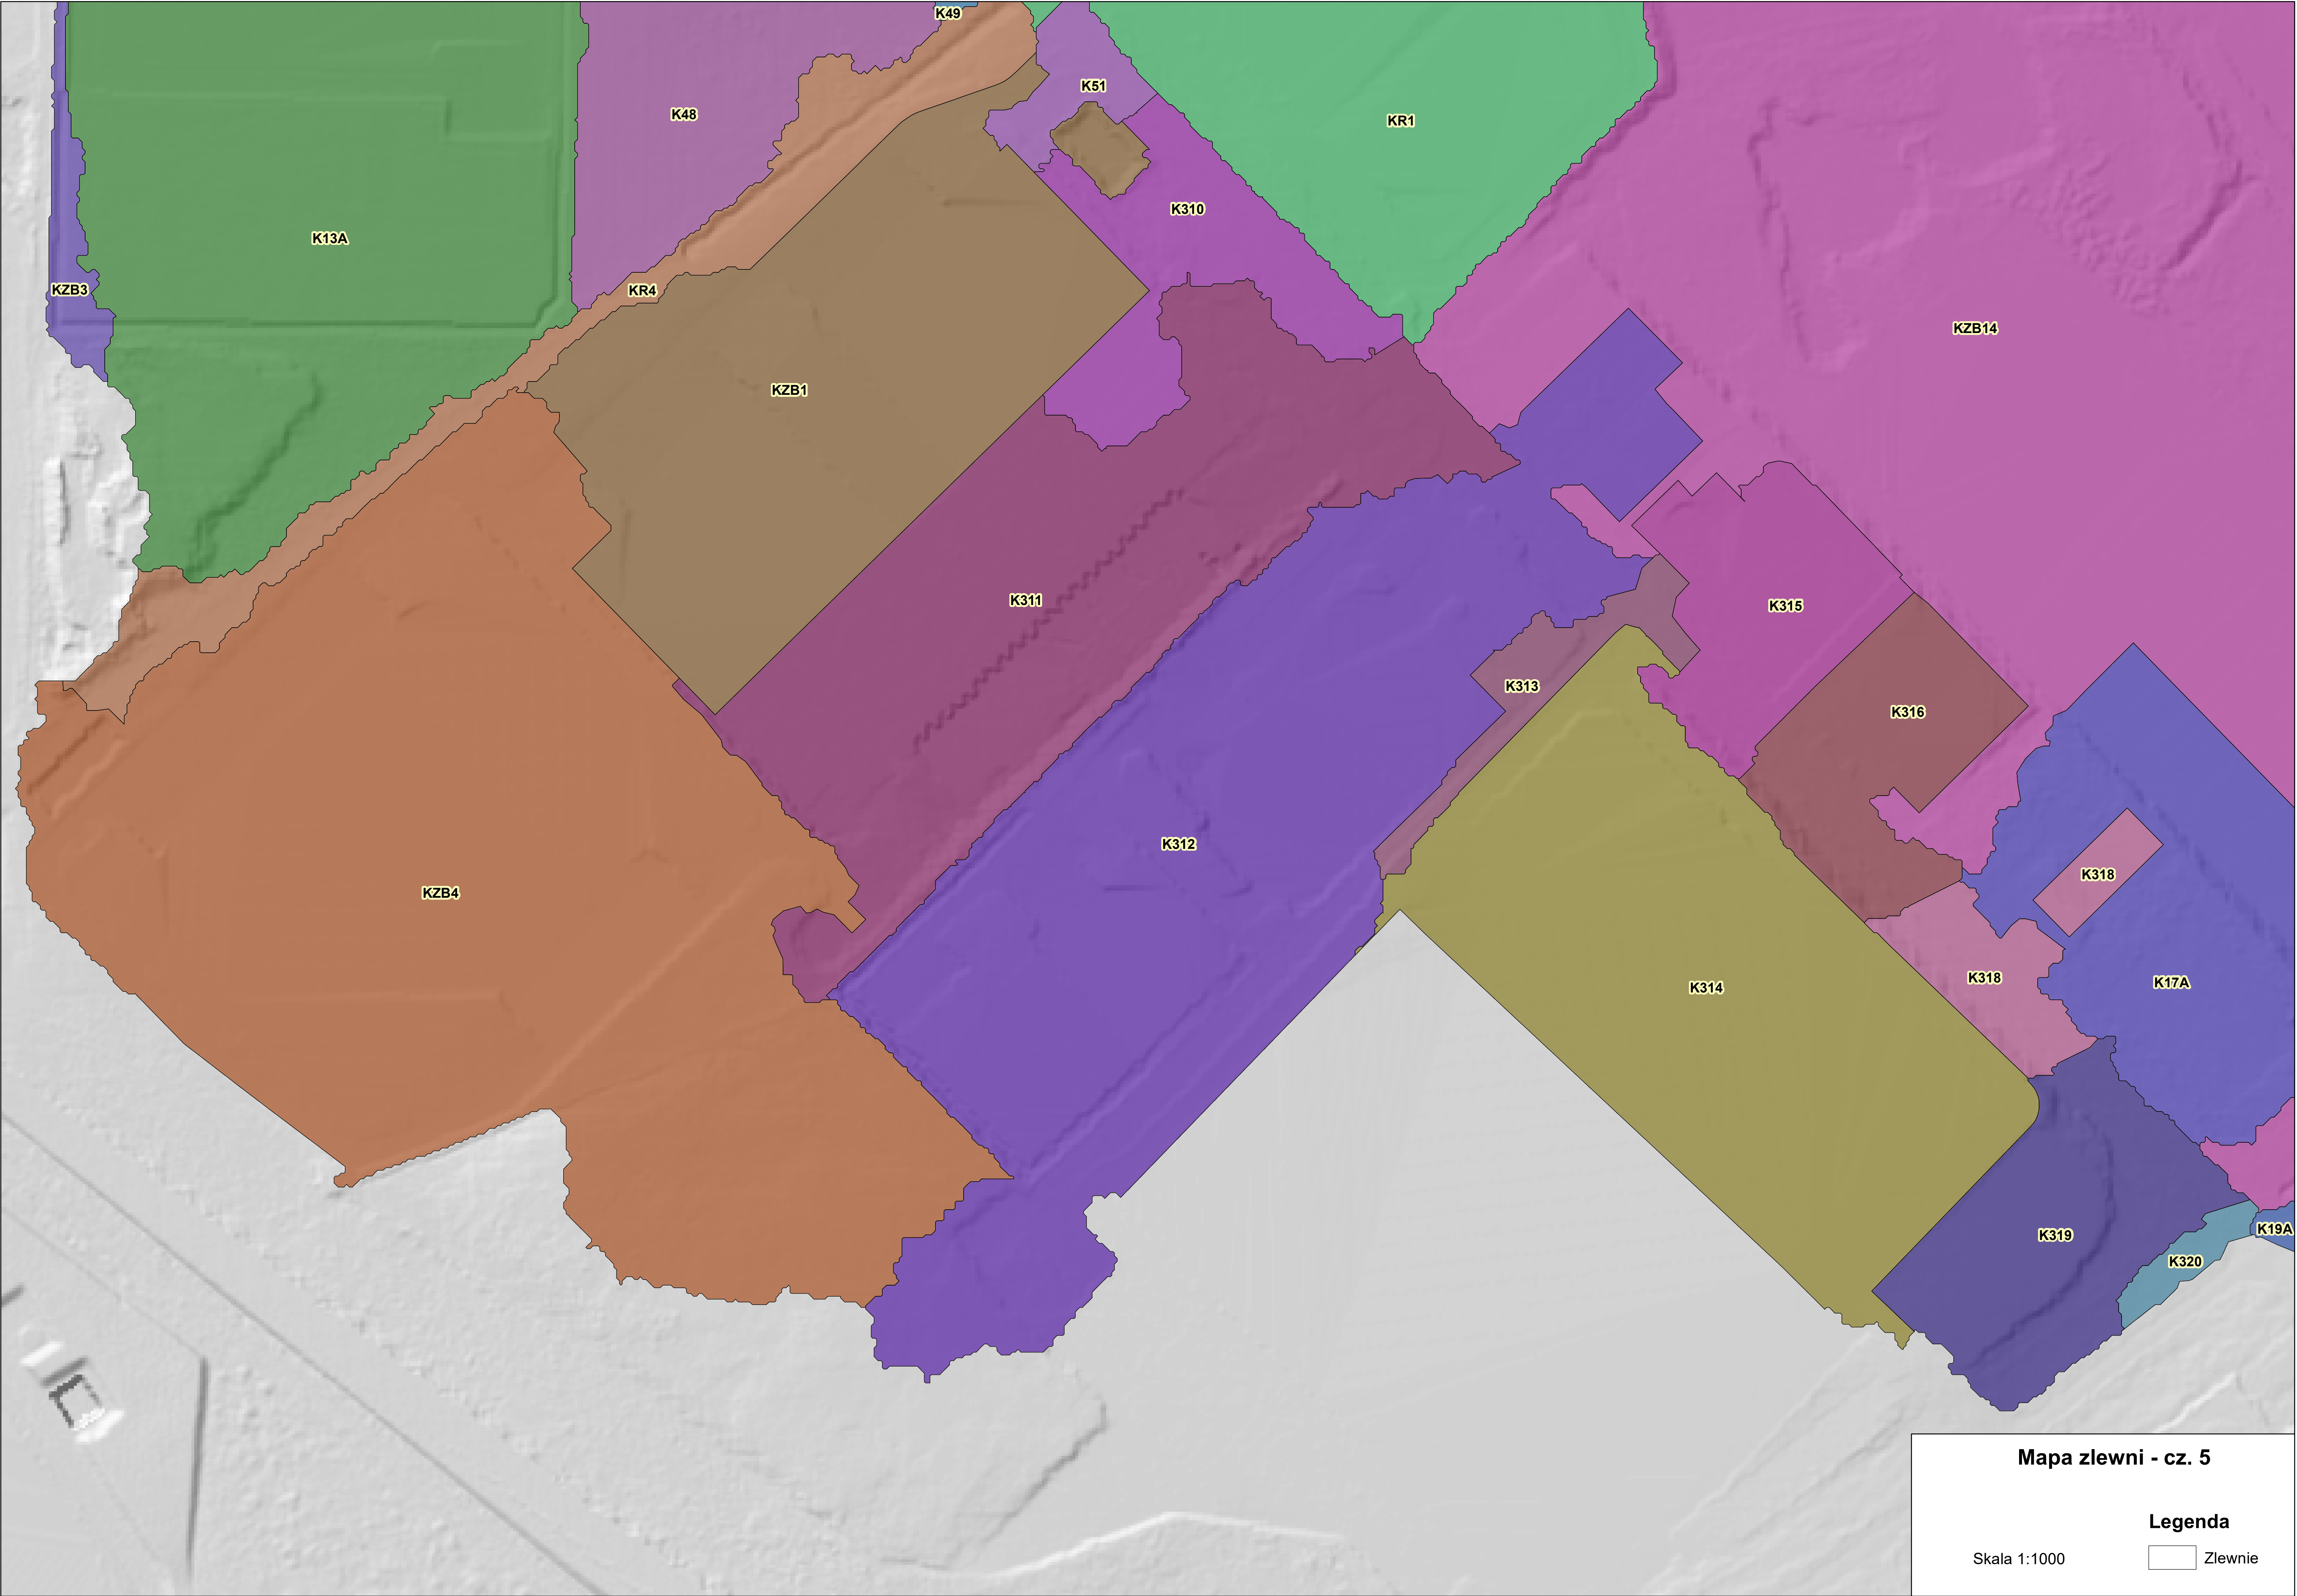 K49
K51
K48
KR1
K310
K13A
KZB3
KR4
KZB14
KZB1
K311
K315
K313
K316
K312
K318
KZB4
K318
K17A
K314
K319
K19A
K320
Mapa zlewni - cz. 5
Legenda
Skala 1:1000
Zlewnie